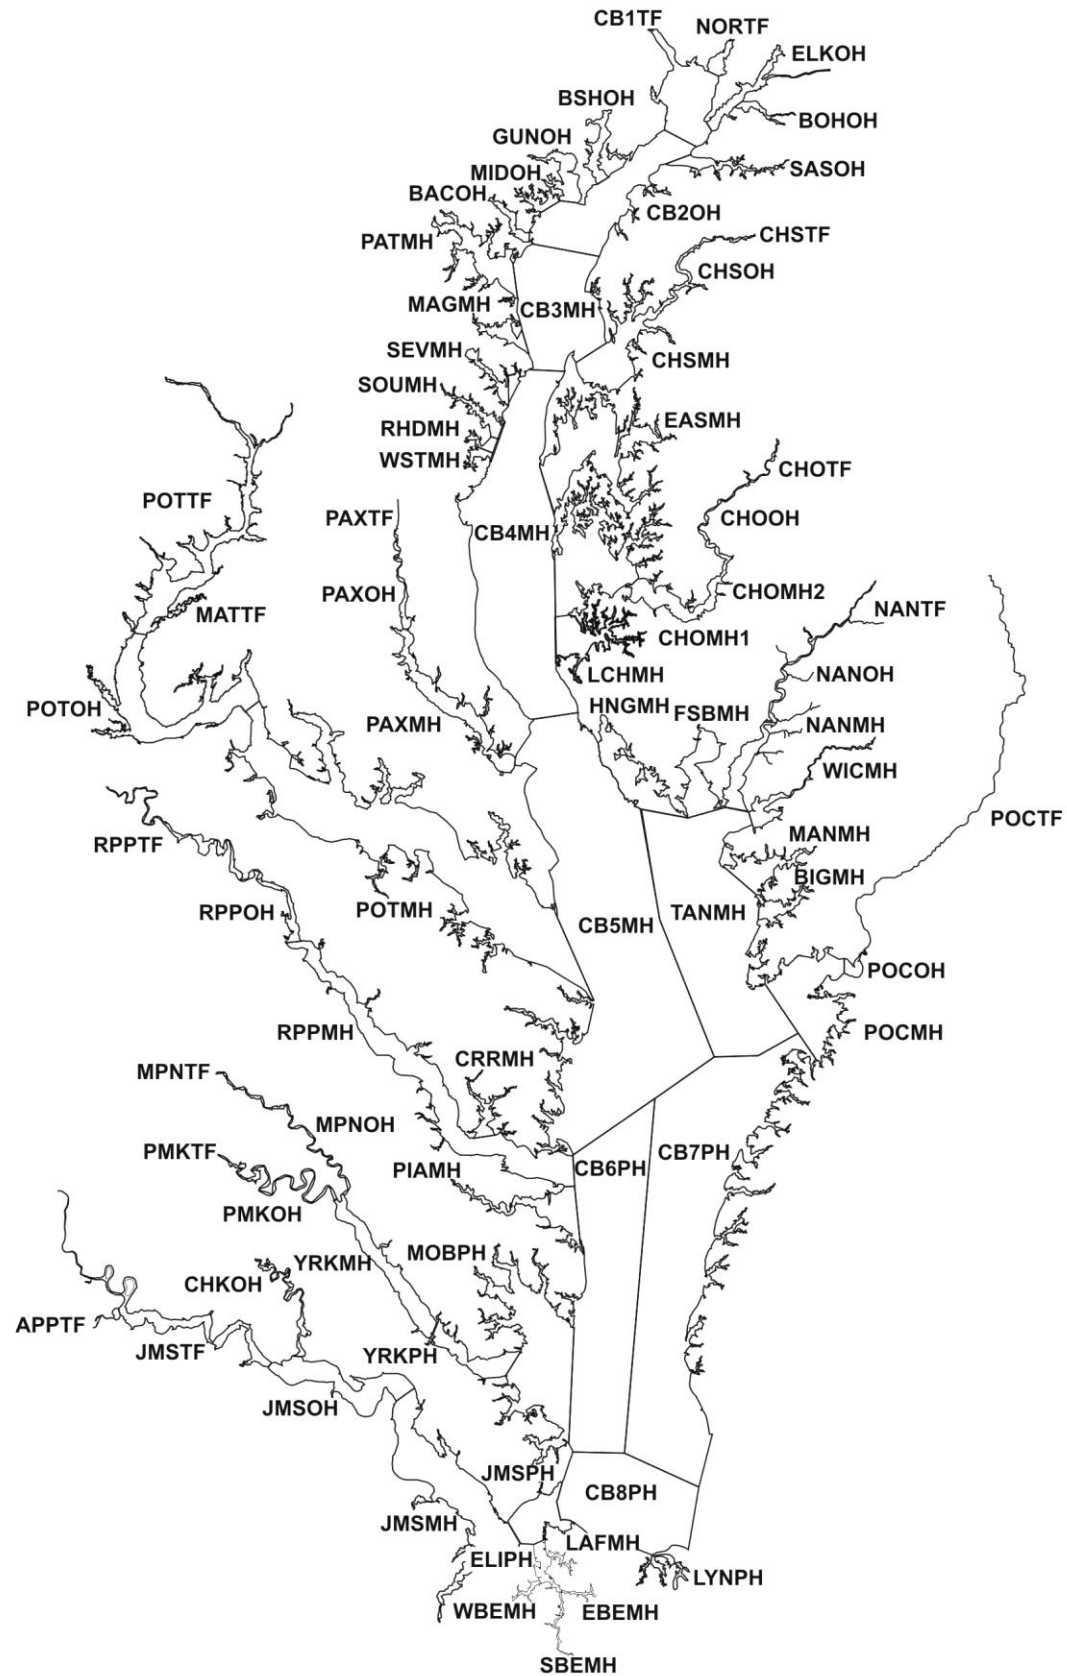 CB1TF
NORTF
ELKOH
BSHOH
BOHOH
GUNOH
MIDOH
SASOH
BACOH
CB2OH
PATMH
CHSTF
CHSOH
MAGMH
CB3MH
SEVMH
CHSMH
SOUMH
EASMH
RHDMH
WSTMH
CHOTF
POTTF
PAXTF
CHOOH
CB4MH
PAXOH
CHOMH2
NANTF
MATTF
CHOMH1
LCHMH
NANOH
POTOH
HNGMH
FSBMH
PAXMH
NANMH
WICMH
POCTF
RPPTF
MANMH
BIGMH
RPPOH
POTMH
TANMH
CB5MH
POCOH
RPPMH
POCMH
CRRMH
MPNTF
MPNOH
PMKTF
CB7PH
PIAMH
CB6PH
PMKOH
MOBPH
YRKMH
CHKOH
APPTF
JMSTF
YRKPH
JMSOH
JMSPH
CB8PH
JMSMH
LAFMH
ELIPH
LYNPH
WBEMH
EBEMH
SBEMH